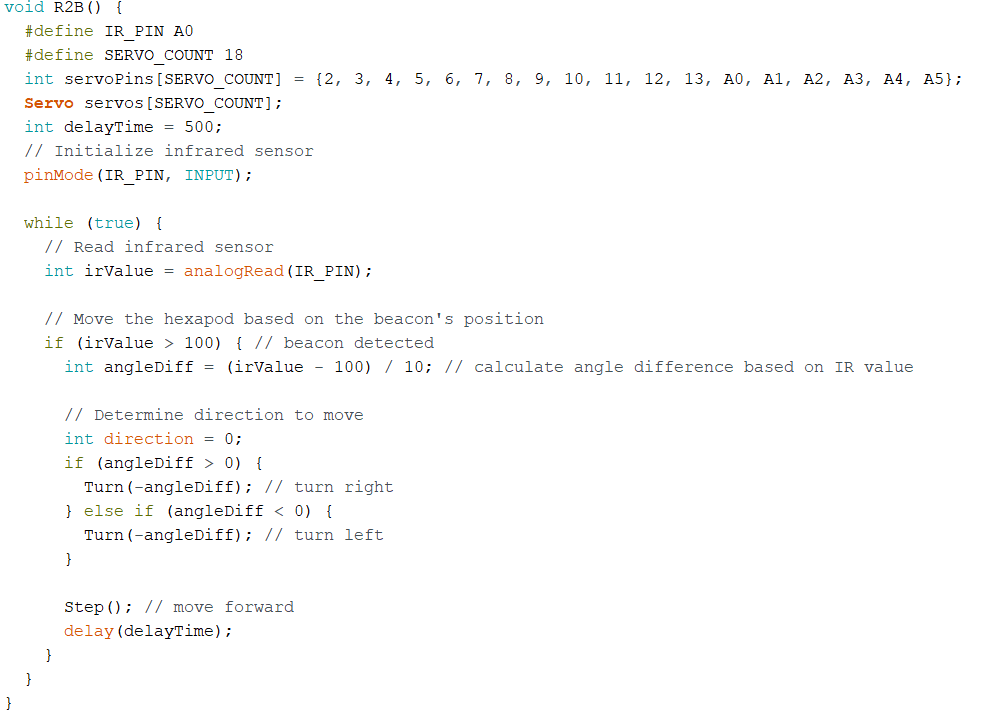 void R2B() {
  #define IR_PIN A0
  #define SERVO_COUNT 18
  int servoPins[SERVO_COUNT] = {2, 3, 4, 5, 6, 7, 8, 9, 10, 11, 12, 13, A0, A1, A2, A3, A4, A5};
  Servo servos[SERVO_COUNT];
  int delayTime = 500;
  // Initialize infrared sensor
  pinMode(IR_PIN, INPUT);

  while (true) {
    // Read infrared sensor
    int irValue = analogRead(IR_PIN);

    // Move the hexapod based on the beacon's position
    if (irValue > 100) { // beacon detected
      int angleDiff = (irValue - 100) / 10; // calculate angle difference based on IR value

      // Determine direction to move
      int direction = 0;
      if (angleDiff > 0) {
        Turn(-angleDiff); // turn right
      } else if (angleDiff < 0) {
        Turn(-angleDiff); // turn left
      }

      Step(); // move forward
      delay(delayTime);
    }
  }
}